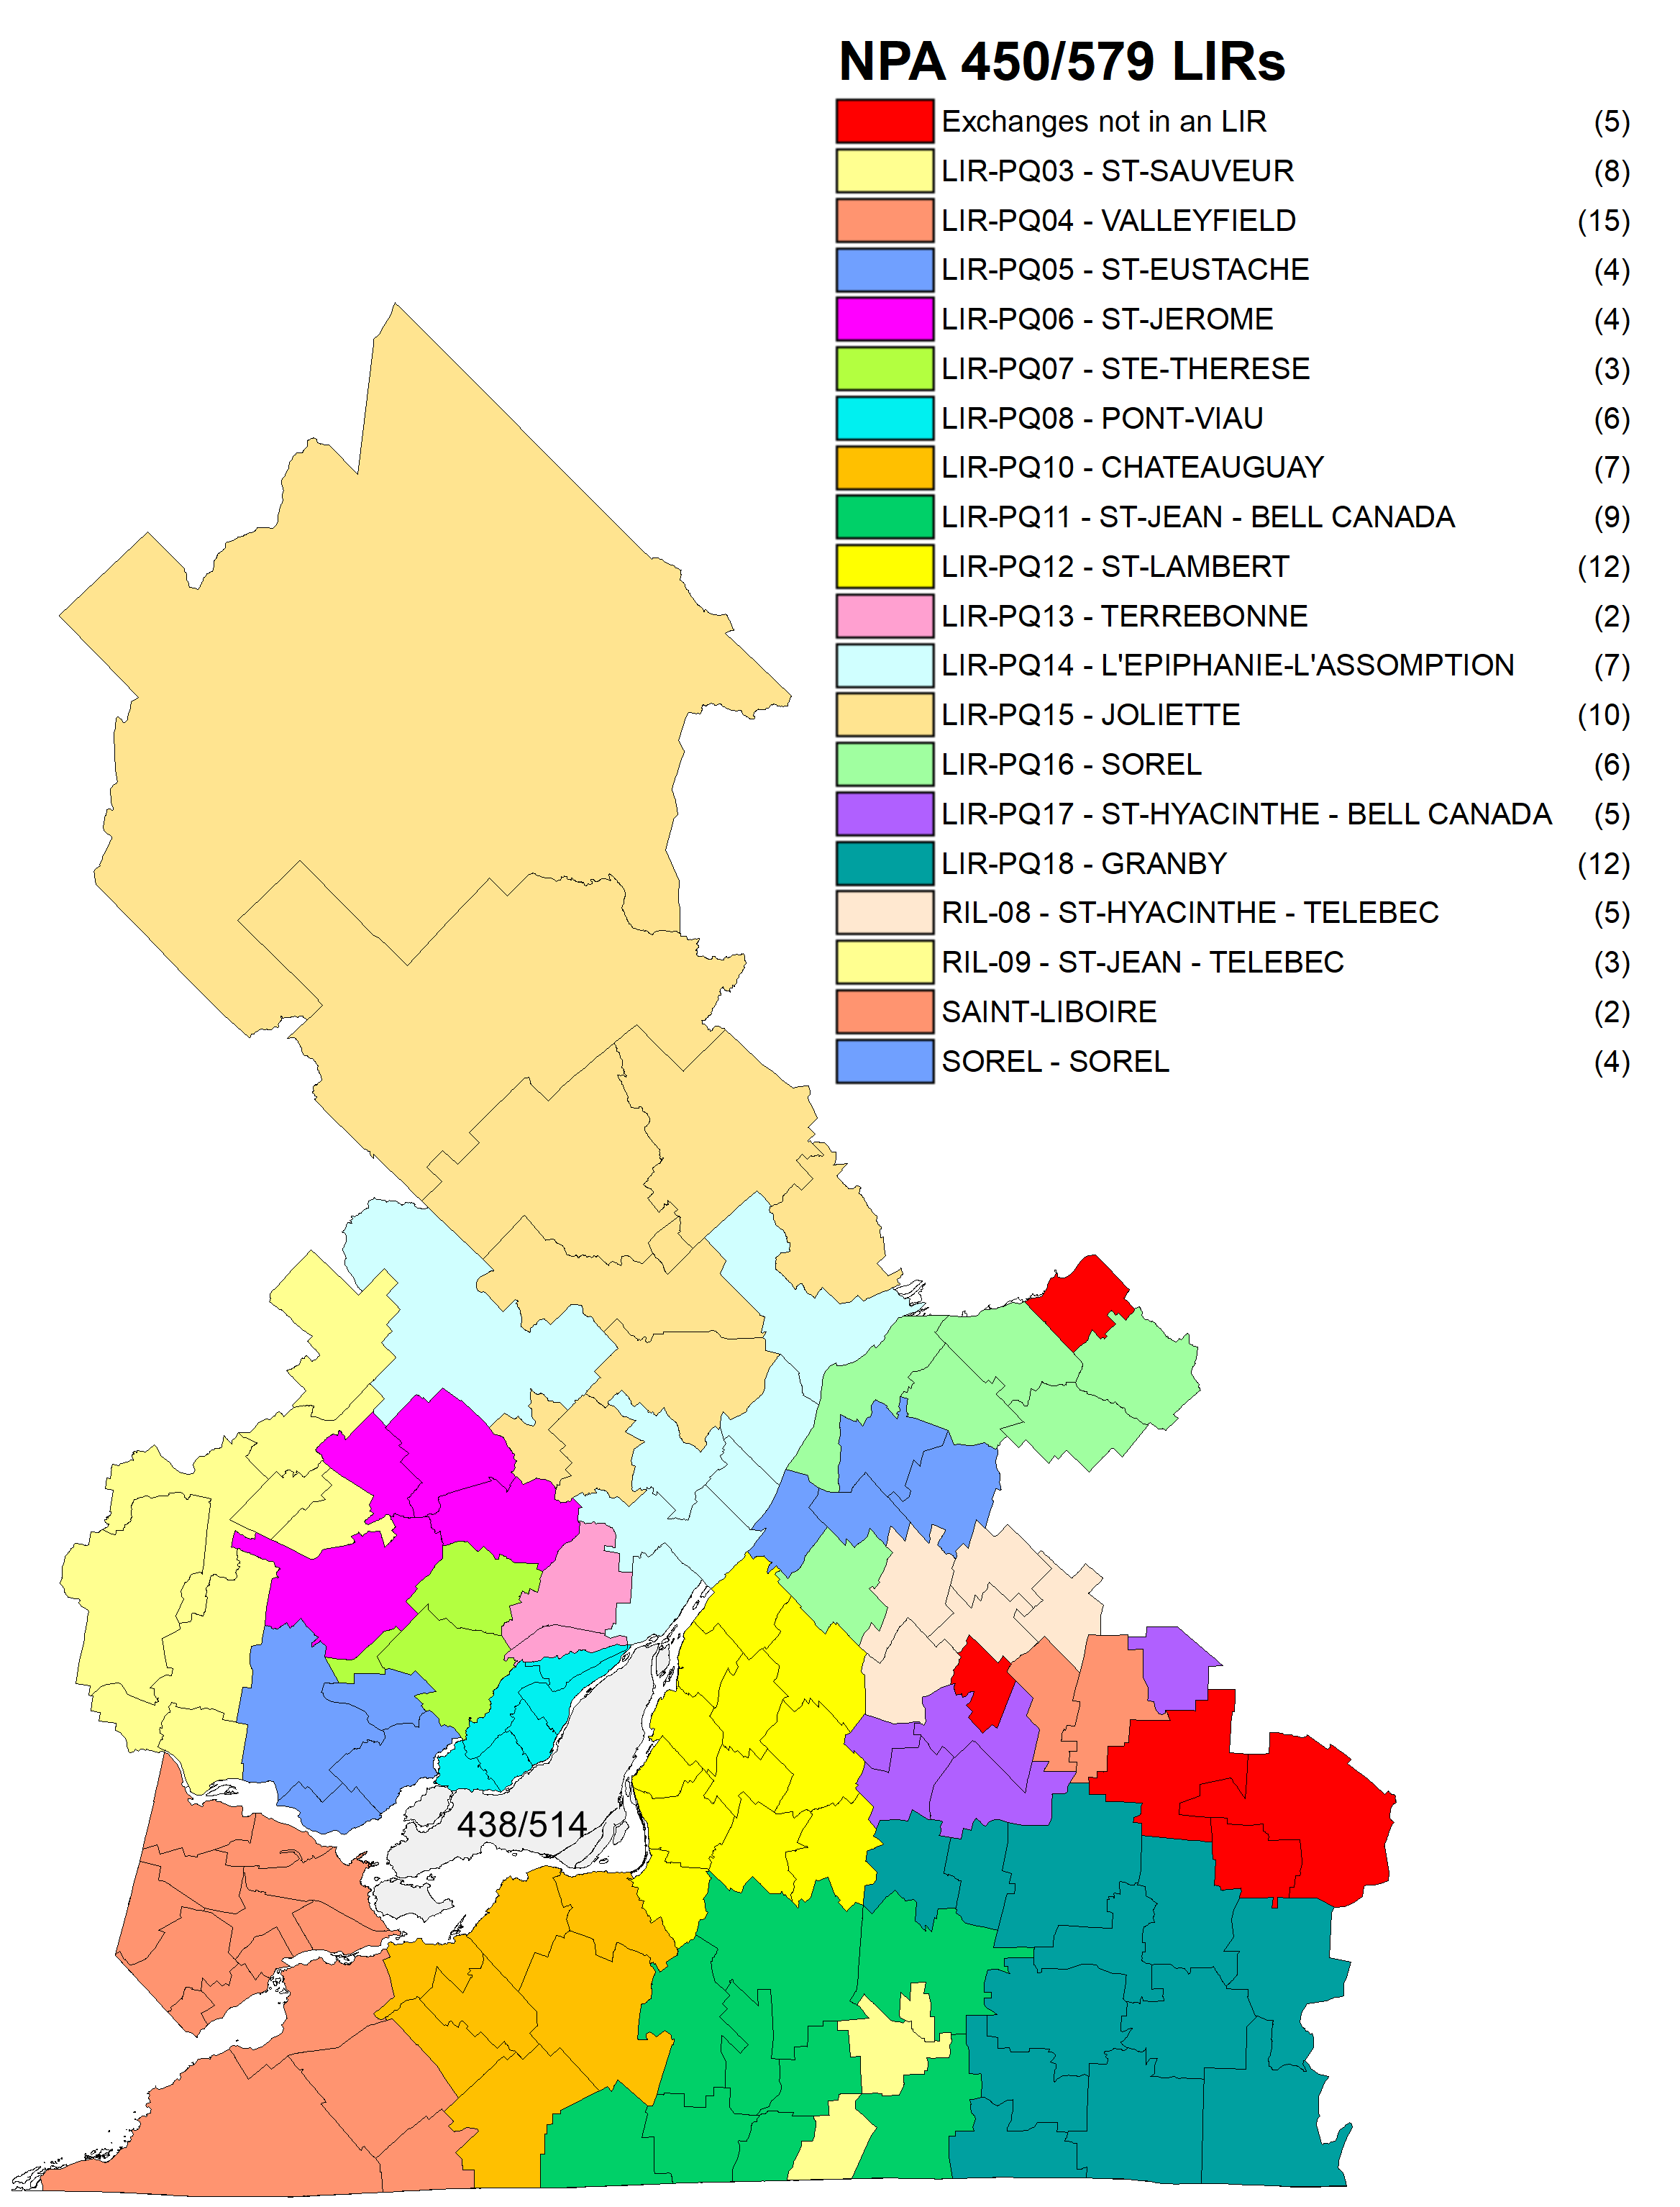 NPA 450/579 LIRs
Exchanges not in an LIR (5)
LIR-PQ03 - ST-SAUVEUR (8)
LIR-PQ04 - VALLEYFIELD (15)
LIR-PQ05 - ST-EUSTACHE (4)
LIR-PQ06 - ST-JEROME (4)
LIR-PQ07 - STE-THERESE (3)
LIR-PQ08 - PONT-VIAU (6)
LIR-PQ10 - CHATEAUGUAY (7)
LIR-PQ11 - ST-JEAN - BELL CANADA (9)
LIR-PQ12 - ST-LAMBERT (12)
LIR-PQ13 - TERREBONNE (2)
LIR-PQ14 - L'EPIPHANIE-L'ASSOMPTION (7)
LIR-PQ15 - JOLIETTE (10)
LIR-PQ16 - SOREL (6)
LIR-PQ17 - ST-HYACINTHE - BELL CANADA (5)
LIR-PQ18 - GRANBY (12)
RIL-08 - ST-HYACINTHE - TELEBEC (5)
RIL-09 - ST-JEAN - TELEBEC (3)
SAINT-LIBOIRE (2)
SOREL - SOREL (4)
438/514